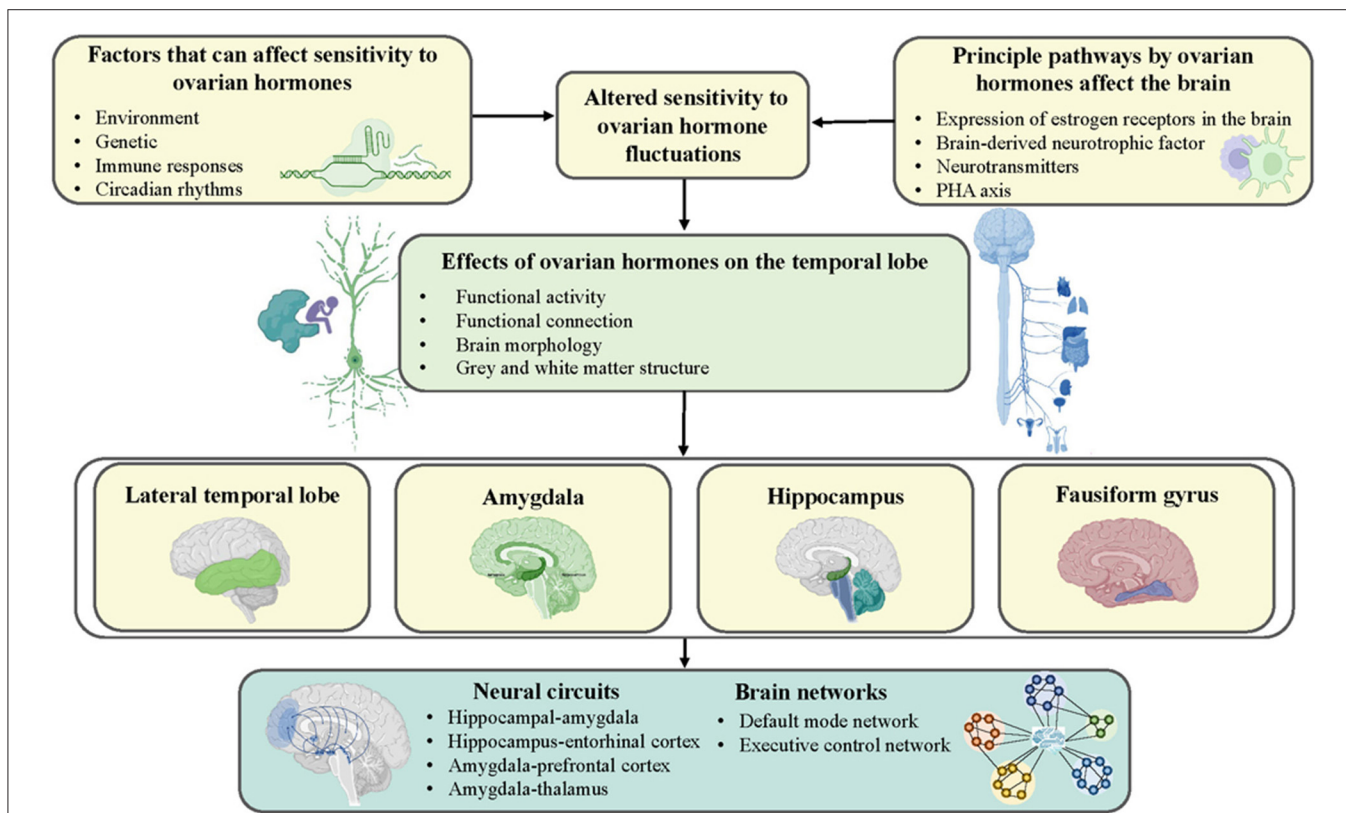 Factors that can affect sensitivity to
ovarian hormones
• Environment
• Genetic
• Immune responses
• Circadian rhythms
Altered sensitivity to
ovarian hormone
fluctuations
Principle pathways by ovarian
hormones affect the brain
• Expression of estrogen receptors in the brain
• Brain-derived neurotrophic factor
• Neurotransmitters
• PHA axis
Effects of ovarian hormones on the temporal lobe
• Functional activity
• Functional connection
• Brain morphology
• Grey and white matter structure
Lateral temporal lobe
Amygdala
Hippocampus
Fausiform gyrus
Neural circuits
• Hippocampal-amygdala
• Hippocampus-entorhinal cortex
• Amygdala-prefrontal cortex
• Amygdala-thalamus
Brain networks
• Default mode network
• Executive control network